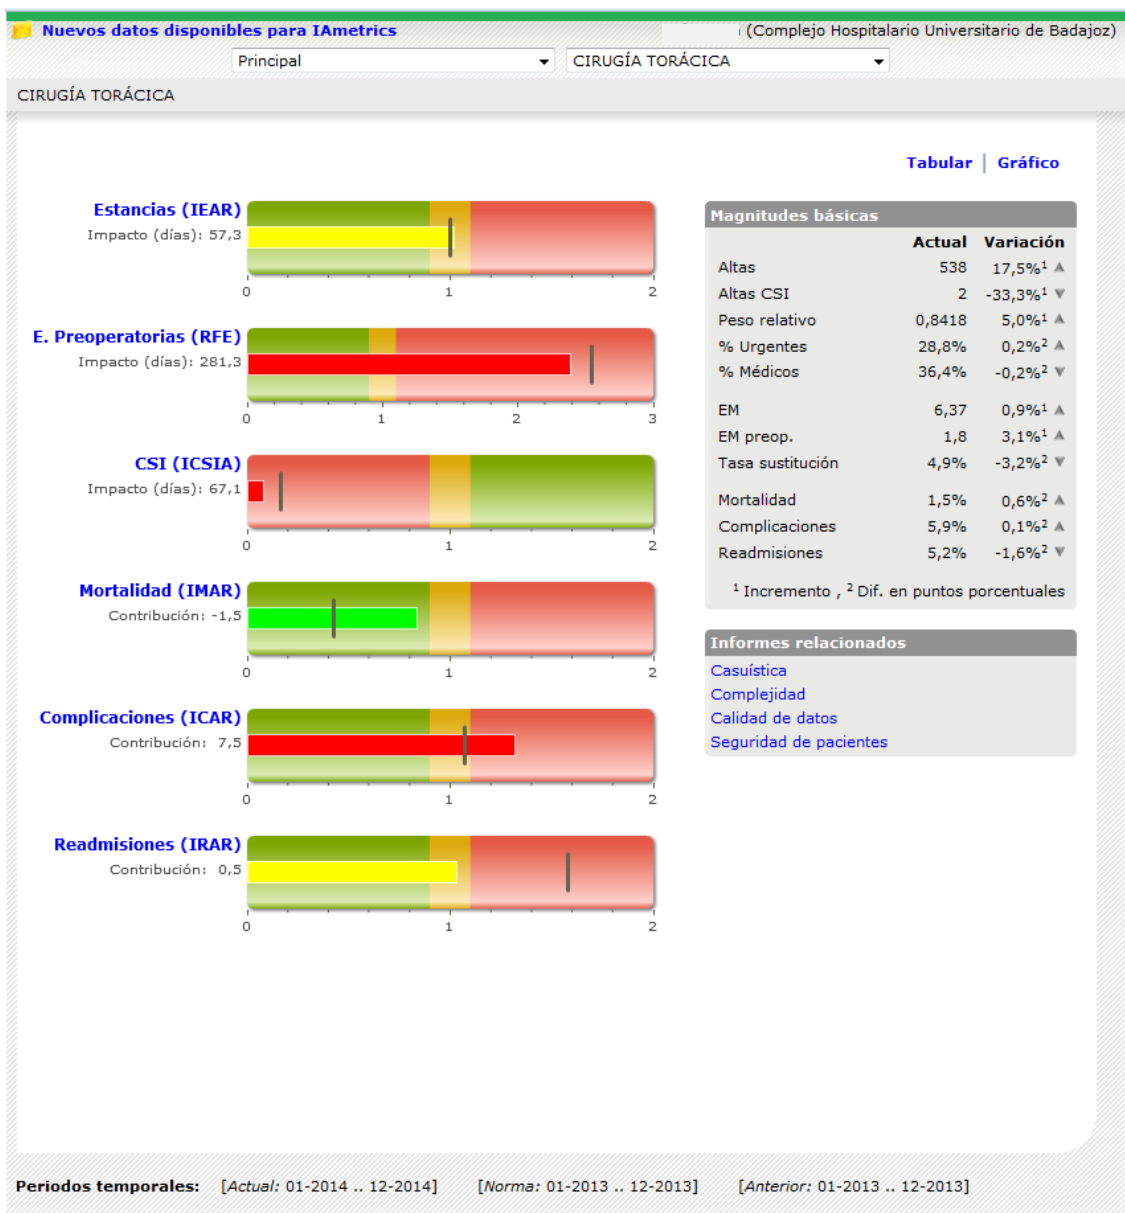 Nuevos datos disponibles para IAmetrics
(Complejo Hospitalario Universitario de Badajoz)
Principal
CIRUGÍA TORÁCICA
CIRUGÍA TORÁCICA
Tabular | Gráfico
Estancias (IEAR)
Impacto (días): 57,3
0 1 2
E. Preoperatorias (RFE)
Impacto (días): 281,3
0 1 2 3
CSI (ICSIA)
Impacto (días): 67,1
0 1 2
Mortalidad (IMAR)
Contribución: -1,5
0 1 2
Complicaciones (ICAR)
Contribución: 7,5
0 1 2
Readmisiones (IRAR)
Contribución: 0,5
0 1 2
Magnitudes básicas
Actual Variación
Altas 538 17,5%¹ ▲
Altas CSI 2 -33,3%¹ ▼
Peso relativo 0,8418 5,0%¹ ▲
% Urgentes 28,8% 0,2%² ▲
% Médicos 36,4% -0,2%² ▼
EM 6,37 0,9%¹ ▲
EM preop. 1,8 3,1%¹ ▲
Tasa sustitución 4,9% -3,2%² ▼
Mortalidad 1,5% 0,6%² ▲
Complicaciones 5,9% 0,1%² ▲
Readmisiones 5,2% -1,6%² ▼
¹ Incremento , ² Dif. en puntos porcentuales
Informes relacionados
Casuística
Complejidad
Calidad de datos
Seguridad de pacientes
Periodos temporales: [Actual: 01-2014 .. 12-2014] [Norma: 01-2013 .. 12-2013] [Anterior: 01-2013 .. 12-2013]